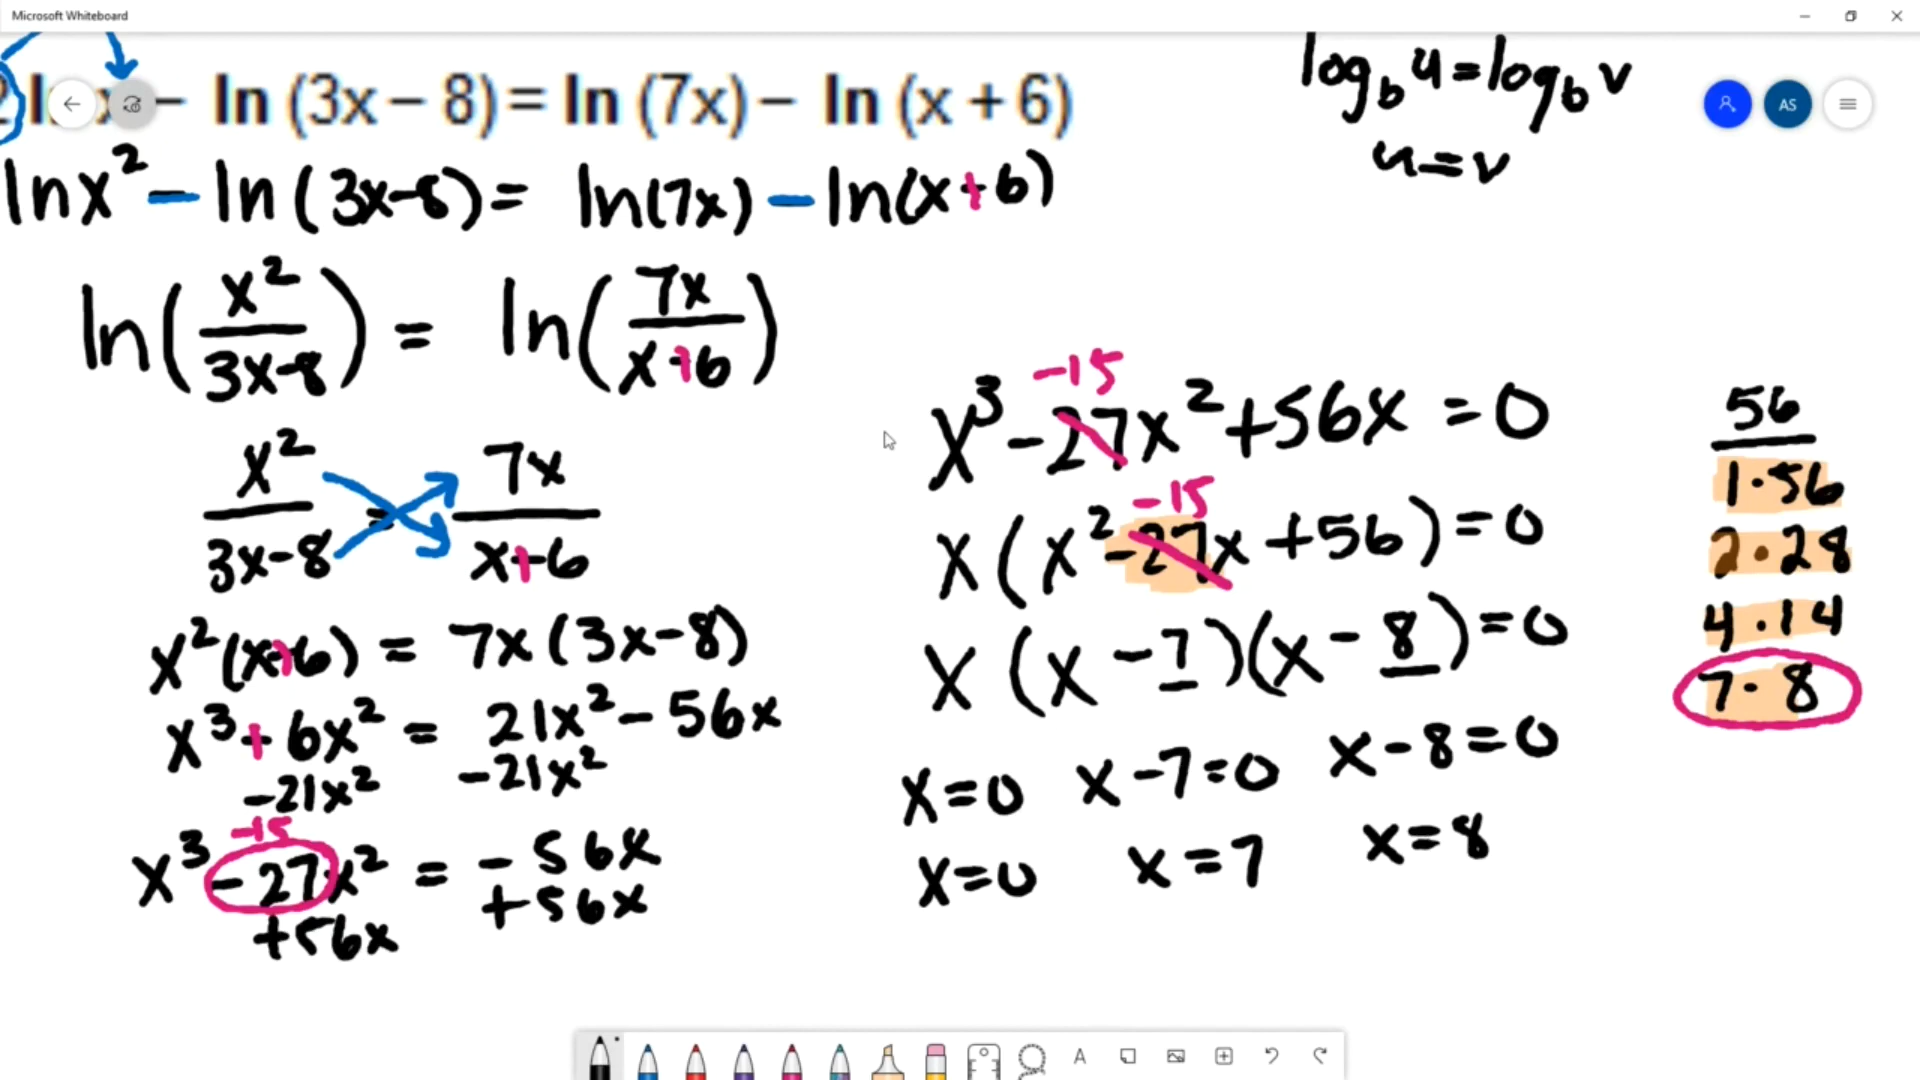 Microsoft Whiteboard
2 ln x − ln (3x − 8) = ln (7x) − ln (x + 6)
lnx² − ln(3x−8) = ln(7x) − ln(x+6)
ln(x²/3x−8) = ln(7x/x+6)
x²/3x−8 = 7x/x+6
x²(x+6) = 7x(3x−8)
x³+6x² = 21x²−56x
−21x² −21x²
−15
x³−27x² = −56x
+56x +56x
log_b u = log_b v
u=v
AS
−15
x³−27x²+56x=0
−15
x(x²−27x+56)=0
x(x−7)(x−8)=0
x=0 x−7=0 x−8=0
x=0 x=7 x=8
56
1·56
2·28
4·14
7·8
A